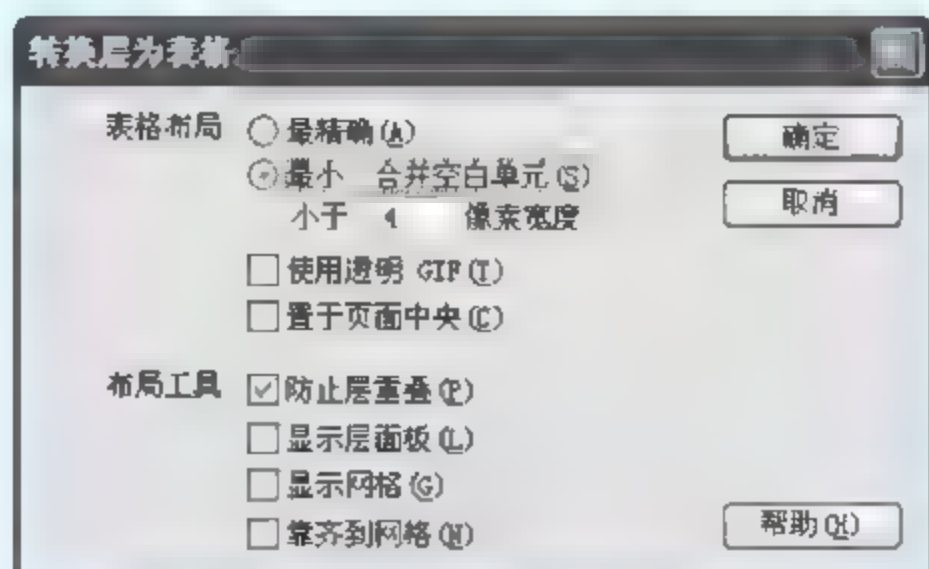 转换层为表格
表格布局 最精确(A) 确定
最小 合并空白单元(S)
小于 4 像素宽度 取消
使用透明 GIF(T)
置于页面中央(C)
布局工具 防止层重叠(P)
显示层面板(L)
显示网格(G)
靠齐到网格(N) 帮助(H)